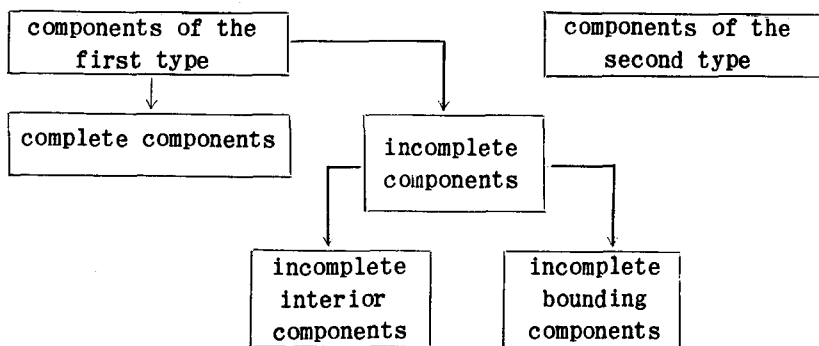 components of the
first type
components of the
second type
complete components
incomplete
components
incomplete
interior
components
incomplete
bounding
components